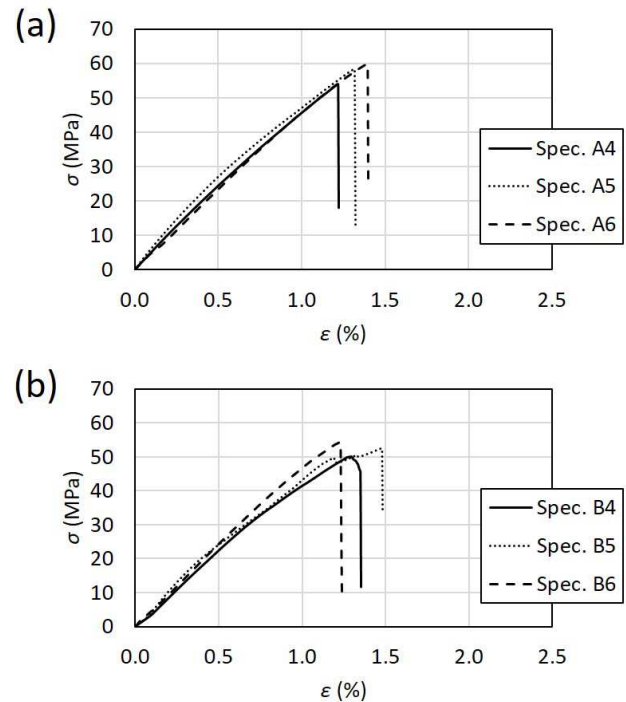 (a)
70
60
50
40
30
20
10
0
σ (MPa)
0.0 0.5 1.0 1.5 2.0 2.5
ε (%)
Spec. A4
Spec. A5
Spec. A6
(b)
70
60
50
40
30
20
10
0
σ (MPa)
0.0 0.5 1.0 1.5 2.0 2.5
ε (%)
Spec. B4
Spec. B5
Spec. B6